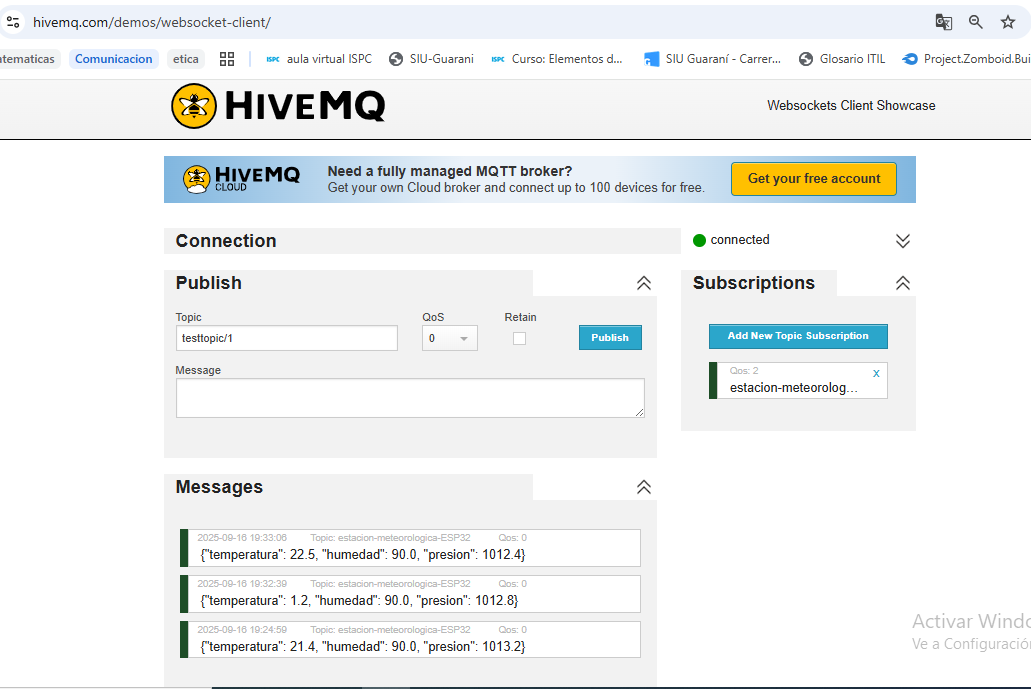 hivemq.com/demos/websocket-client/
tematicas Comunicacion etica aula virtual ISPC SIU-Guarani Curso: Elementos d... SIU Guaraní - Carrer... Glosario ITIL Project.Zomboid.Bui
HIVEMQ Websockets Client Showcase
HIVEMQ CLOUD
Need a fully managed MQTT broker?
Get your own Cloud broker and connect up to 100 devices for free.
Get your free account
Connection
connected
Publish
Topic QoS Retain
testtopic/1 0 Publish
Message
Subscriptions
Add New Topic Subscription
Qos: 2 x
estacion-meteorolog...
Messages
2025-09-16 19:33:06 Topic: estacion-meteorologica-ESP32 Qos: 0
{"temperatura": 22.5, "humedad": 90.0, "presion": 1012.4}
2025-09-16 19:32:39 Topic: estacion-meteorologica-ESP32 Qos: 0
{"temperatura": 1.2, "humedad": 90.0, "presion": 1012.8}
2025-09-16 19:24:59 Topic: estacion-meteorologica-ESP32 Qos: 0
{"temperatura": 21.4, "humedad": 90.0, "presion": 1013.2}
Activar Windo
Ve a Configuración